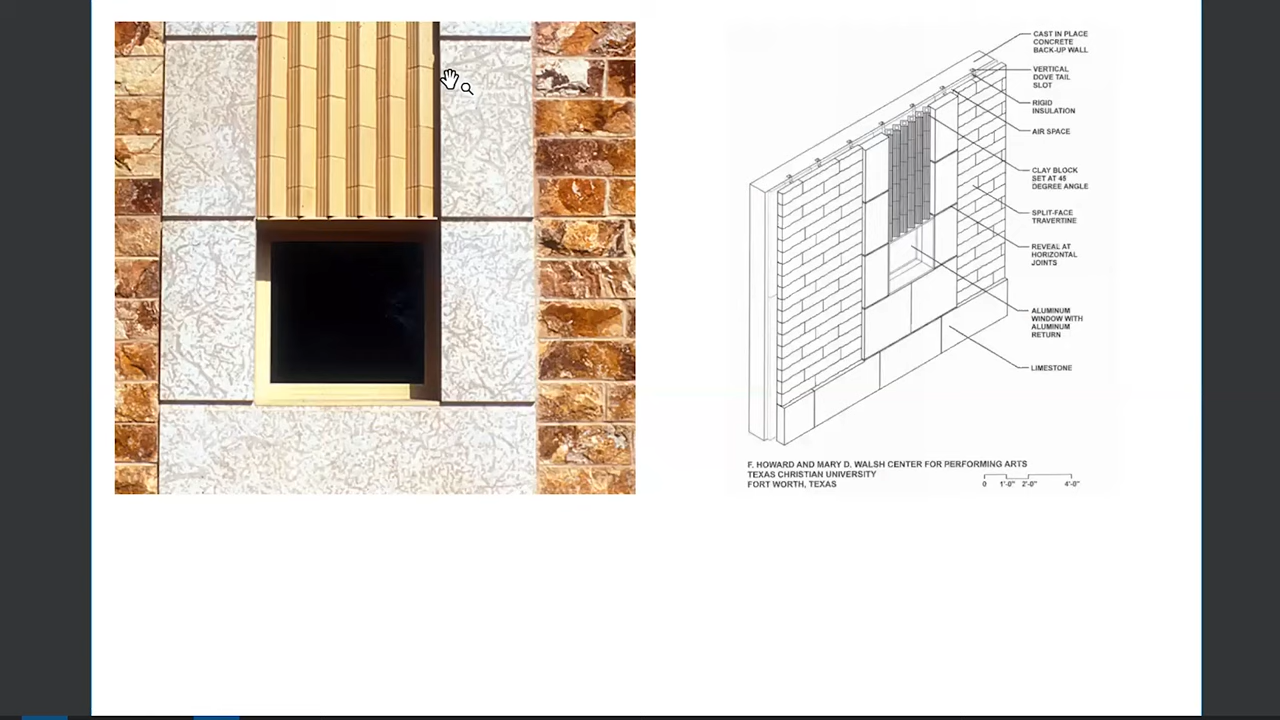 CAST IN PLACE
CONCRETE
BACK-UP WALL
VERTICAL
DOVE TAIL
SLOT
RIGID
INSULATION
AIR SPACE
CLAY BLOCK
SET AT 45
DEGREE ANGLE
SPLIT-FACE
TRAVERTINE
REVEAL AT
HORIZONTAL
JOINTS
ALUMINUM
WINDOW WITH
ALUMINUM
RETURN
LIMESTONE
F. HOWARD AND MARY D. WALSH CENTER FOR PERFORMING ARTS
TEXAS CHRISTIAN UNIVERSITY
FORT WORTH, TEXAS
0 1'-0" 2'-0" 4'-0"